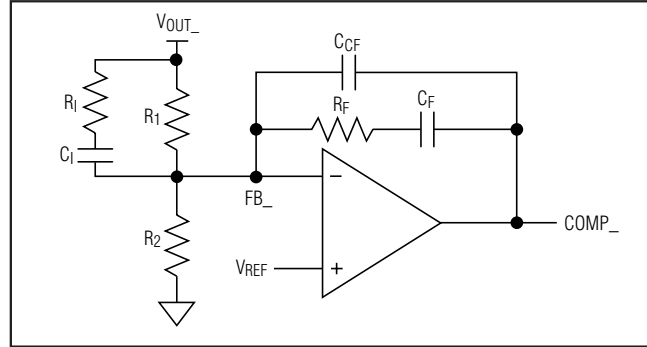 VOUT_
CCF
RI
R1
RF
CF
CI
FB_
−
COMP_
R2
VREF
+